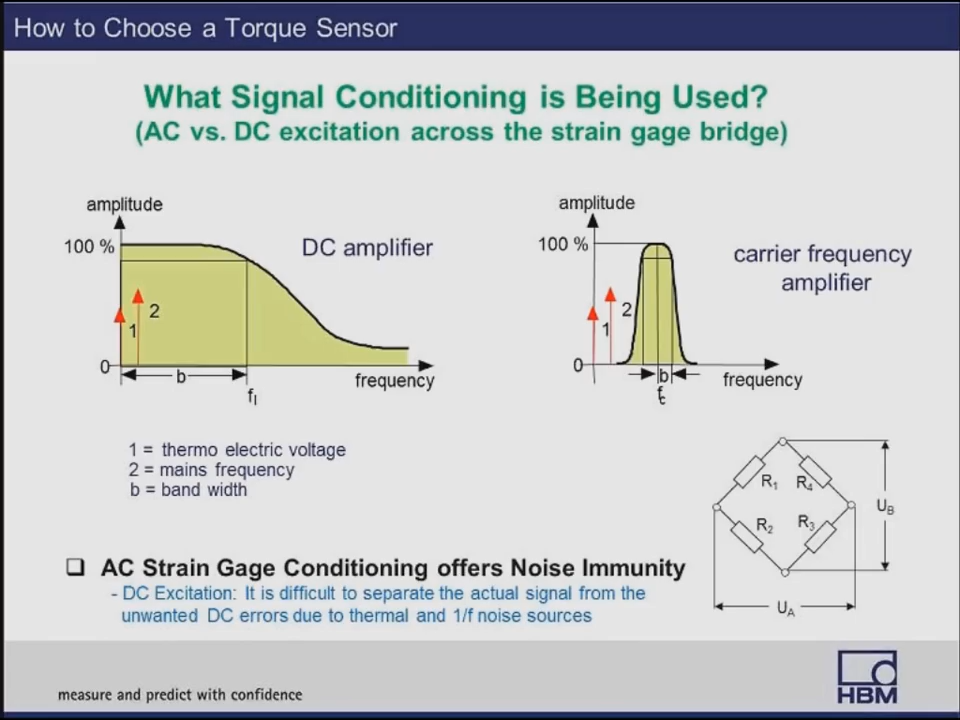 How to Choose a Torque Sensor
What Signal Conditioning is Being Used?
(AC vs. DC excitation across the strain gage bridge)
amplitude
100 %
DC amplifier
2
1
0
b
f₁
frequency
amplitude
100 %
carrier frequency
amplifier
2
1
0
b
fc
frequency
1 = thermo electric voltage
2 = mains frequency
b = band width
R₁
R₄
R₂
R₃
U_B
U_A
❑ AC Strain Gage Conditioning offers Noise Immunity
- DC Excitation: It is difficult to separate the actual signal from the
unwanted DC errors due to thermal and 1/f noise sources
measure and predict with confidence
HBM